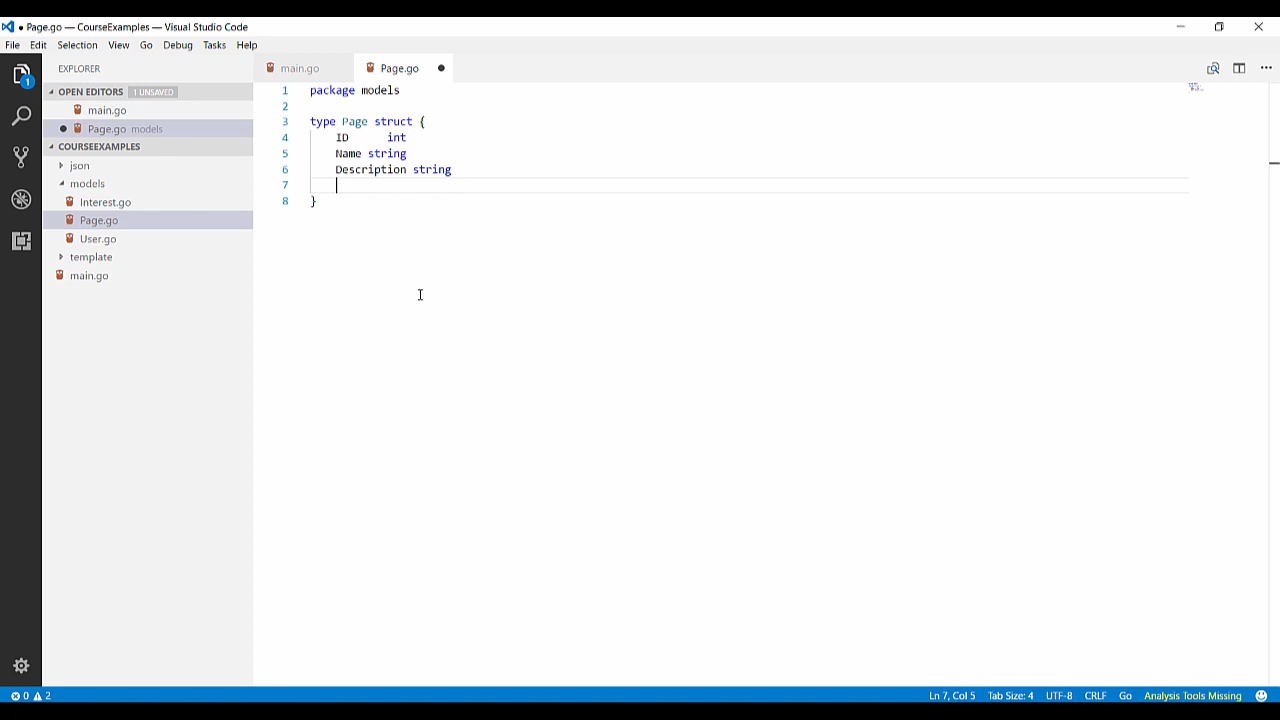 ● Page.go — CourseExamples — Visual Studio Code
File Edit Selection View Go Debug Tasks Help
EXPLORER
main.go
Page.go ●
OPEN EDITORS 1 UNSAVED
main.go
● Page.go models
COURSEEXAMPLES
json
models
Interest.go
Page.go
User.go
template
main.go
1
1 package models
2
3 type Page struct {
4 ID int
5 Name string
6 Description string
7
8 }
0 2
Ln 7, Col 5 Tab Size: 4 UTF-8 CRLF Go Analysis Tools Missing